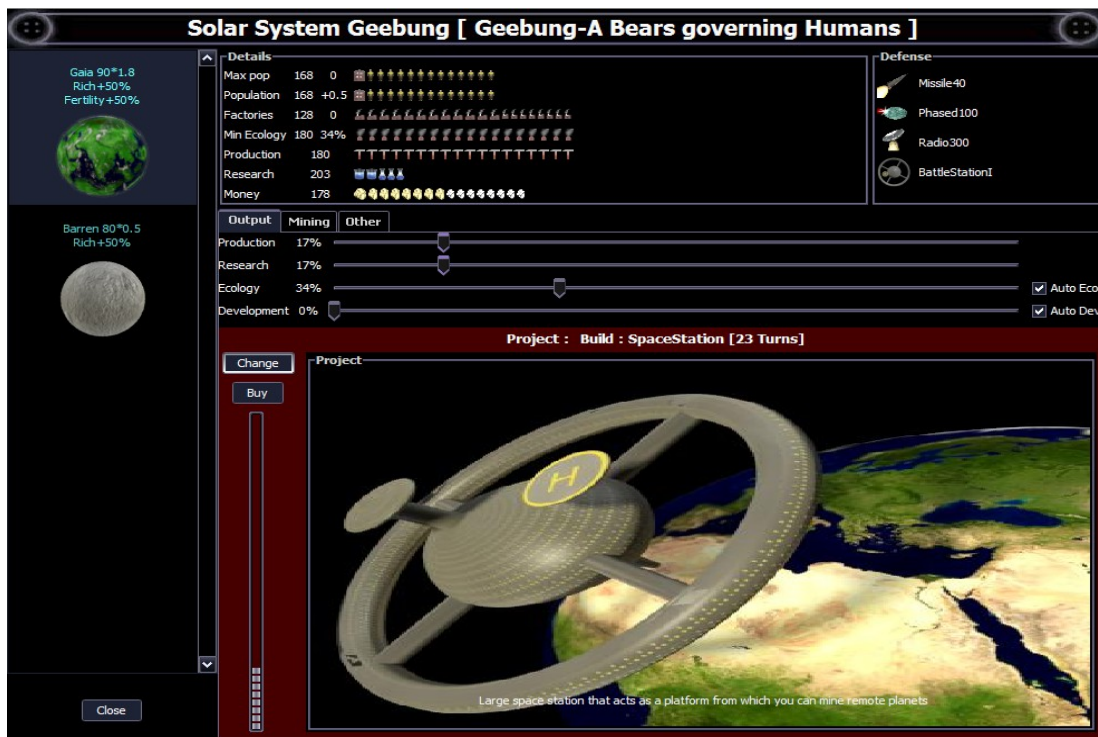 Solar System Geebung [ Geebung-A Bears governing Humans ]
Gaia 90*1.8
Rich+50%
Fertility+50%
Barren 80*0.5
Rich+50%
Close
Details
Max pop 168 0
Population 168 +0.5
Factories 128 0
Min Ecology 180 34%
Production 180
Research 203
Money 178
Defense
Missile40
Phased100
Radio300
BattleStationI
Output Mining Other
Production 17%
Research 17%
Ecology 34% Auto Eco
Development 0% Auto Dev
Project : Build : SpaceStation [23 Turns]
Change
Buy
Project
H
Large space station that acts as a platform from which you can mine remote planets